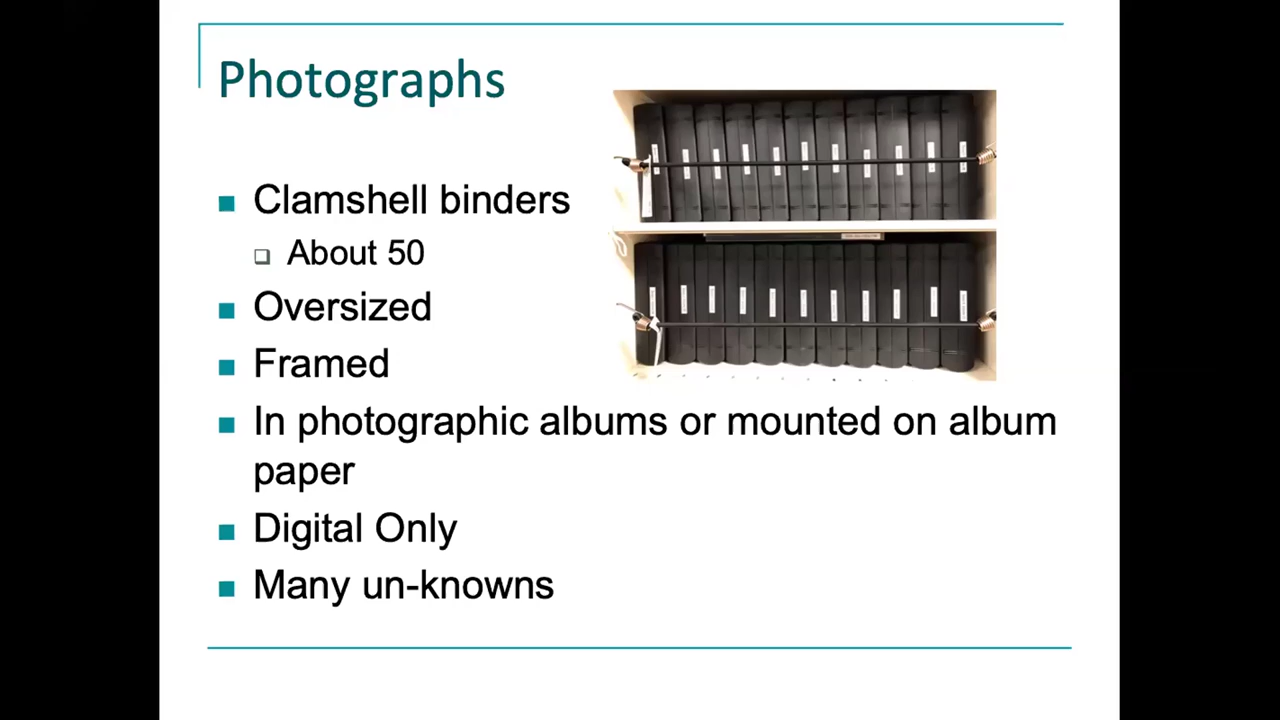 Photographs
Clamshell binders
About 50
Oversized
Framed
In photographic albums or mounted on album
paper
Digital Only
Many un-knowns